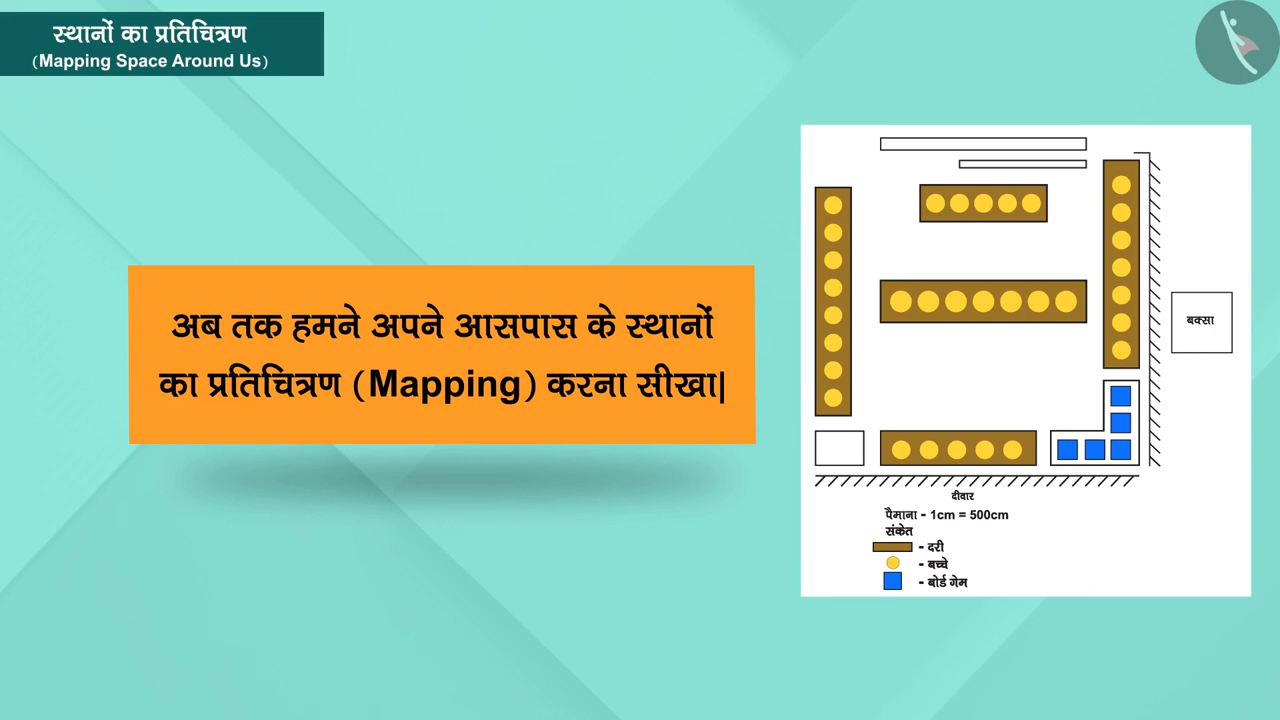 स्थानों का प्रतिचित्रण
(Mapping Space Around Us)
अब तक हमने अपने आसपास के स्थानों
का प्रतिचित्रण (Mapping) करना सीखा|
बक्सा
दीवार
पैमाना - 1cm = 500cm
संकेत
- दरी
- बच्चे
- बोर्ड गेम